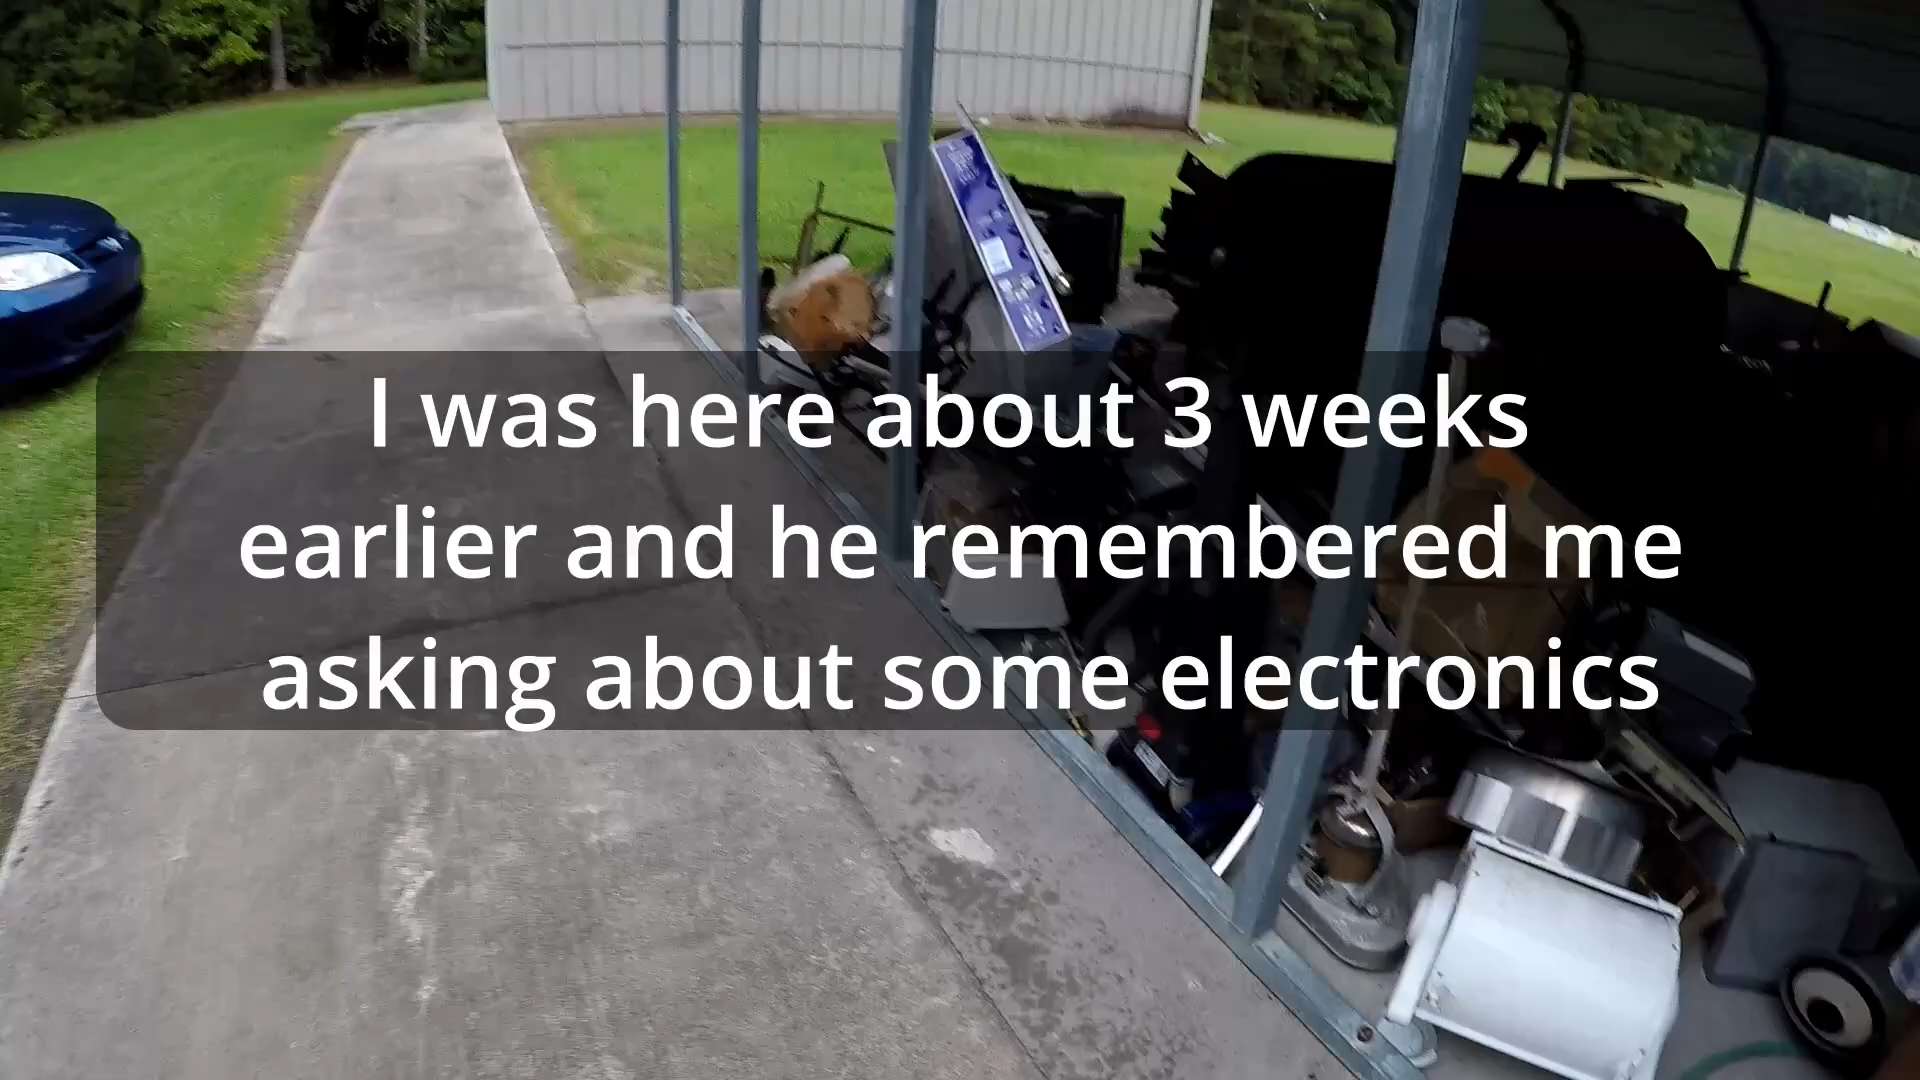 I was here about 3 weeks
earlier and he remembered me
asking about some electronics